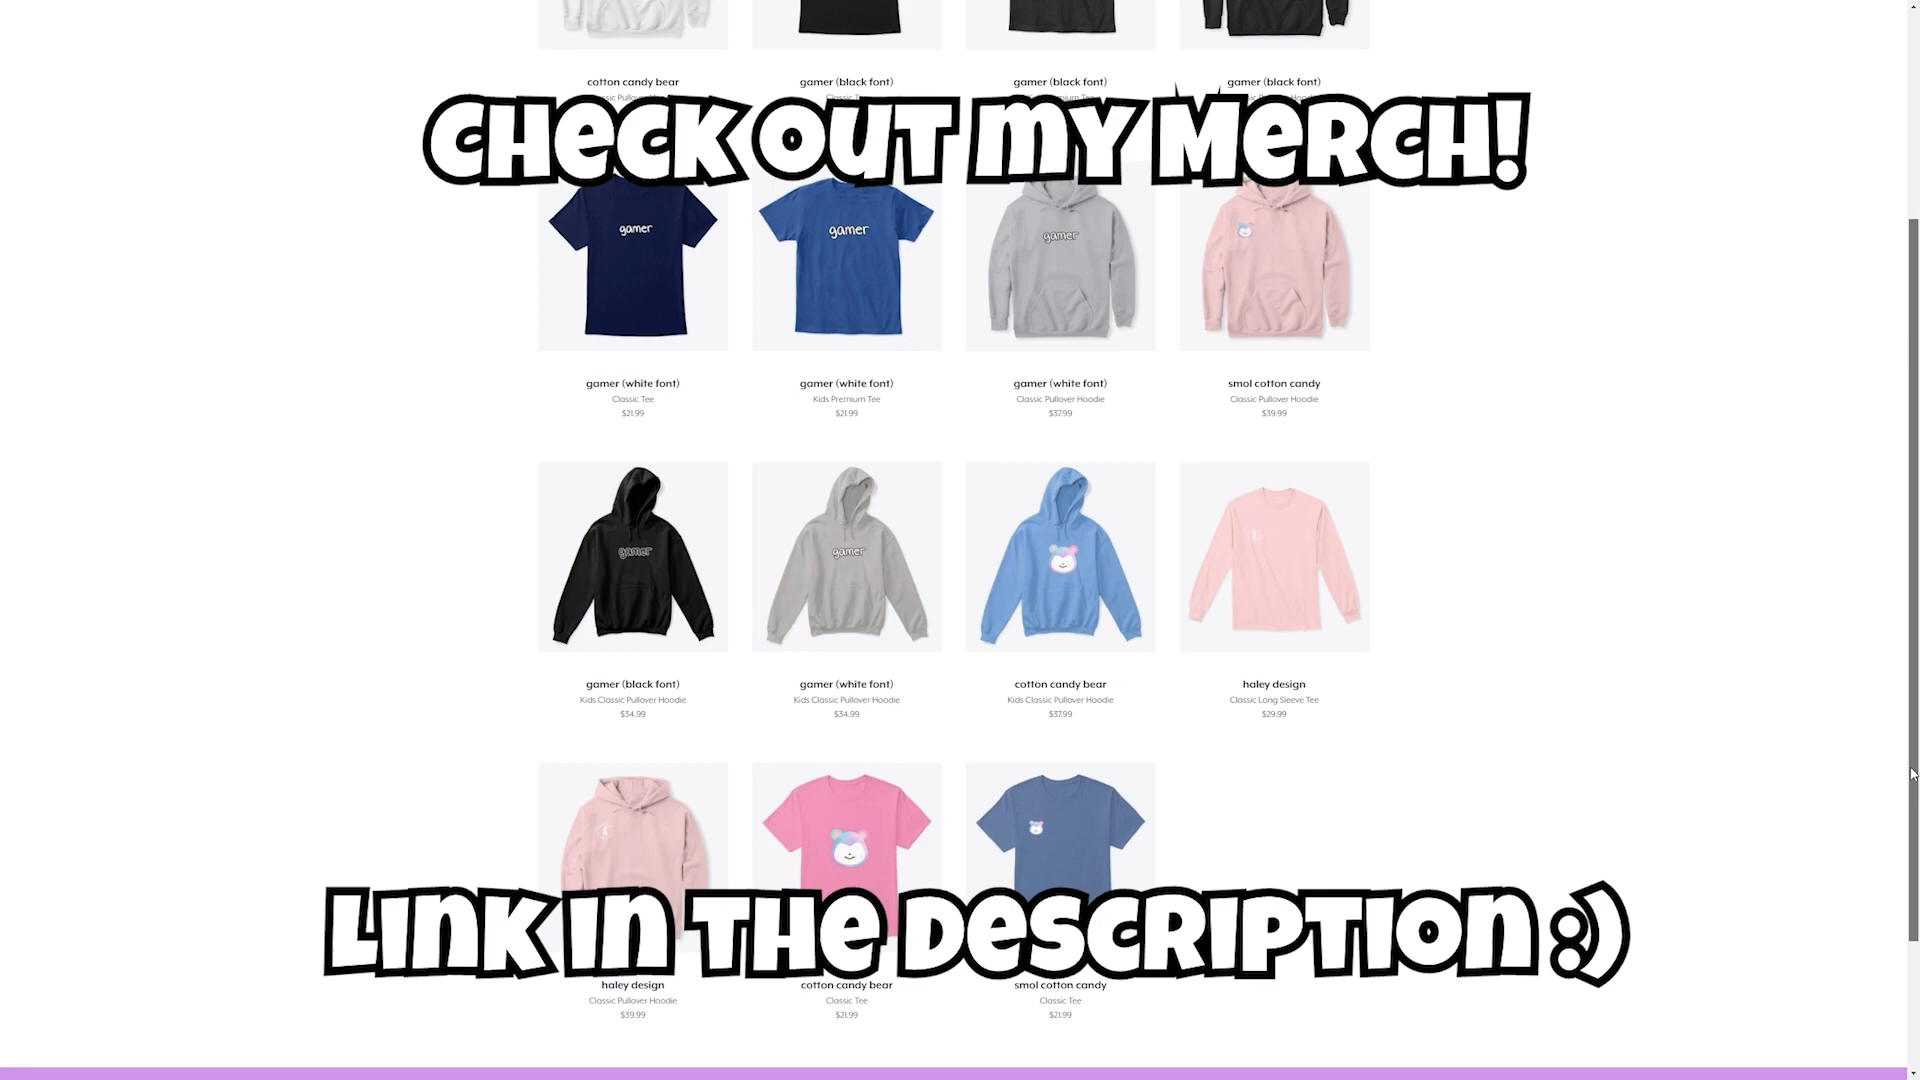 cotton candy bear
gamer (black font)
gamer (black font)
gamer (black font)
CHECK OUT MY MERCH!
gamer
gamer
gamer
gamer (white font)
Classic Tee
$21.99
gamer (white font)
Kids Premium Tee
$21.99
gamer (white font)
Classic Pullover Hoodie
$37.99
smol cotton candy
Classic Pullover Hoodie
$39.99
gamer
gamer
gamer (black font)
Kids Classic Pullover Hoodie
$34.99
gamer (white font)
Kids Classic Pullover Hoodie
$34.99
cotton candy bear
Kids Classic Pullover Hoodie
$37.99
haley design
Classic Long Sleeve Tee
$29.99
LINK IN THE DESCRIPTION :)
haley design
Classic Pullover Hoodie
$39.99
cotton candy bear
Classic Tee
$21.99
smol cotton candy
Classic Tee
$21.99